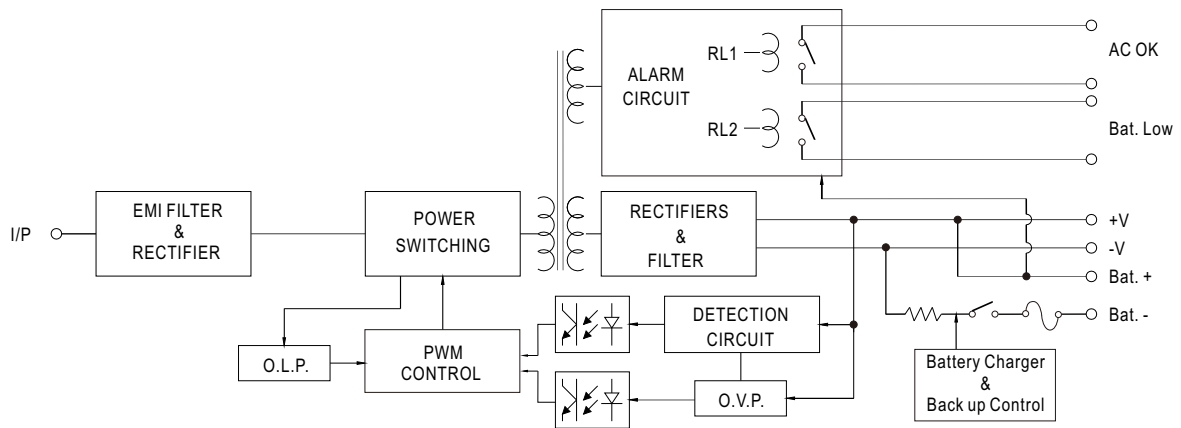 RL1
AC OK
ALARM
CIRCUIT
RL2
Bat. Low
I/P
EMI FILTER
&
RECTIFIER
POWER
SWITCHING
RECTIFIERS
&
FILTER
+V
-V
Bat. +
Bat. -
DETECTION
CIRCUIT
O.L.P.
PWM
CONTROL
O.V.P.
Battery Charger
&
Back up Control